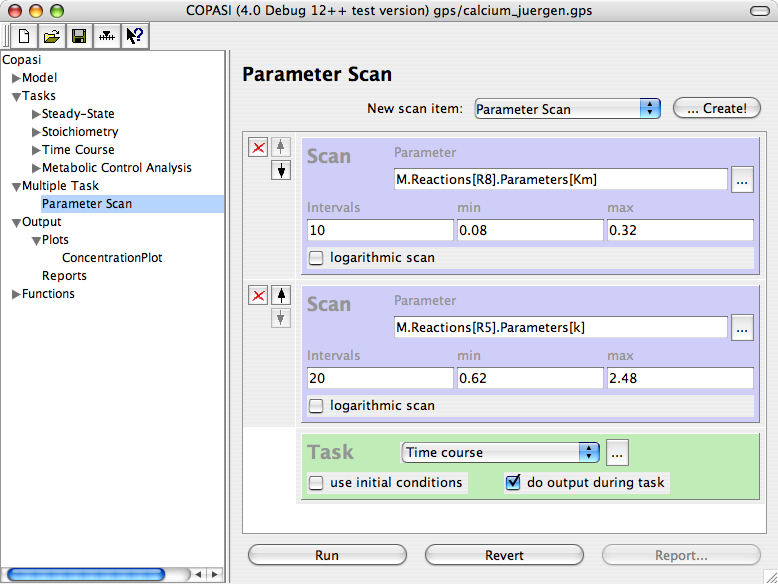 COPASI (4.0 Debug 12++ test version) gps/calcium_juergen.gps
Copasi
Model
Tasks
Steady-State
Stoichiometry
Time Course
Metabolic Control Analysis
Multiple Task
Parameter Scan
Output
Plots
ConcentrationPlot
Reports
Functions
Parameter Scan
New scan item: Parameter Scan ... Create!
Scan Parameter
M.Reactions[R8].Parameters[Km] ...
Intervals min max
10 0.08 0.32
logarithmic scan
Scan Parameter
M.Reactions[R5].Parameters[k] ...
Intervals min max
20 0.62 2.48
logarithmic scan
Task Time course ...
use initial conditions do output during task
Run Revert Report...